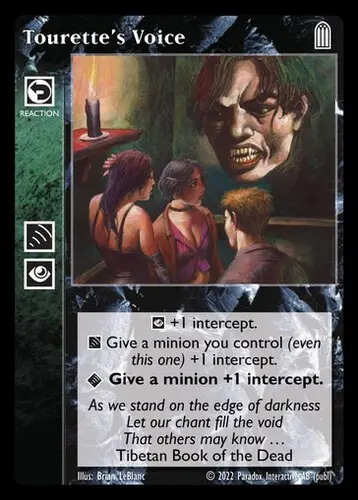 Tourette's Voice
REACTION
+1 intercept.
Give a minion you control (even
this one) +1 intercept.
Give a minion +1 intercept.
As we stand on the edge of darkness
Let our chant fill the void
That others may know ...
Tibetan Book of the Dead
Illus: Brian LeBlanc © 2022 Paradox Interactive AB (publ)